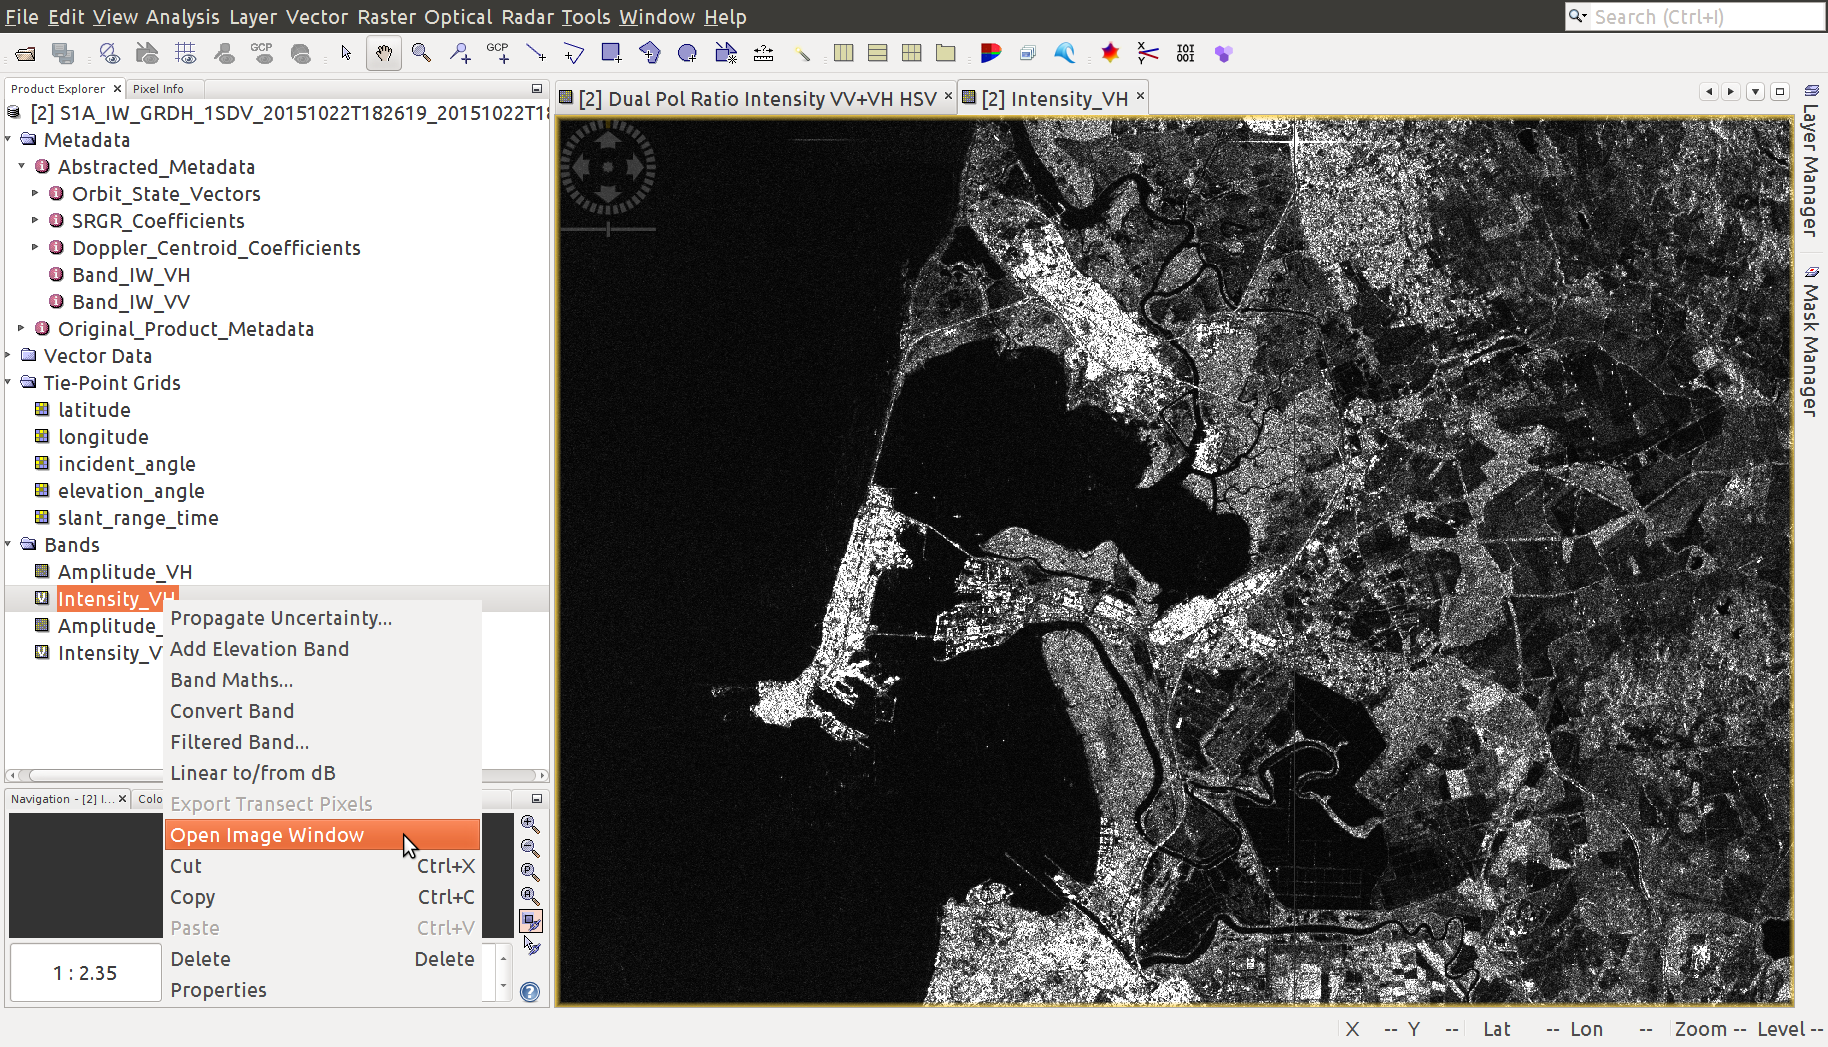 File Edit View Analysis Layer Vector Raster Optical Radar Tools Window Help
Search (Ctrl+I)
GCP
GCP
Product Explorer
Pixel Info
[2] Dual Pol Ratio Intensity VV+VH HSV
[2] Intensity_VH
[2] S1A_IW_GRDH_1SDV_20151022T182619_20151022T18
Metadata
Abstracted_Metadata
Orbit_State_Vectors
SRGR_Coefficients
Doppler_Centroid_Coefficients
Band_IW_VH
Band_IW_VV
Original_Product_Metadata
Vector Data
Tie-Point Grids
latitude
longitude
incident_angle
elevation_angle
slant_range_time
Bands
Amplitude_VH
Intensity_VH
Amplitude_
Intensity_V
Propagate Uncertainty...
Add Elevation Band
Band Maths...
Convert Band
Filtered Band...
Linear to/from dB
Export Transect Pixels
Open Image Window
Cut Ctrl+X
Copy Ctrl+C
Paste Ctrl+V
Delete Delete
Properties
Navigation - [2] I...
Colo
1 : 2.35
Layer Manager
Mask Manager
X -- Y -- Lat -- Lon -- Zoom -- Level --